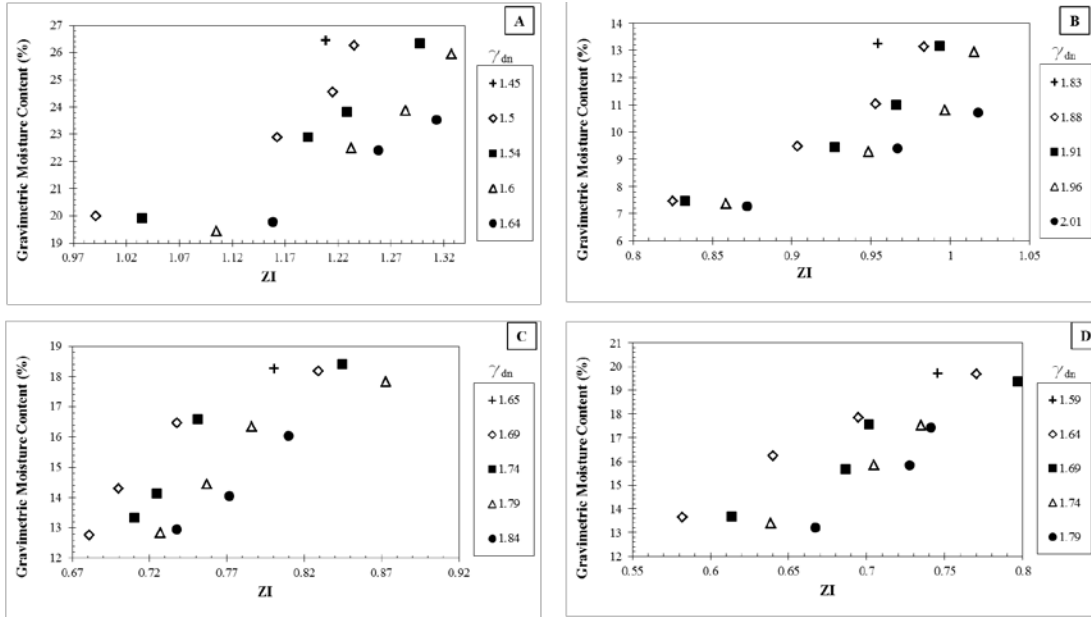 A
Gravimetric Moisture Content (%)
27
26
25
24
23
22
21
20
19
0.97 1.02 1.07 1.12 1.17 1.22 1.27 1.32
ZI
γdn
1.45
1.5
1.54
1.6
1.64
B
Gravimetric Moisture Content (%)
14
13
12
11
10
9
8
7
6
0.8 0.85 0.9 0.95 1 1.05
ZI
γdn
1.83
1.88
1.91
1.96
2.01
C
Gravimetric Moisture Content (%)
19
18
17
16
15
14
13
12
0.67 0.72 0.77 0.82 0.87 0.92
ZI
γdn
1.65
1.69
1.74
1.79
1.84
D
Gravimetric Moisture Content (%)
21
20
19
18
17
16
15
14
13
12
0.55 0.6 0.65 0.7 0.75 0.8
ZI
γdn
1.59
1.64
1.69
1.74
1.79